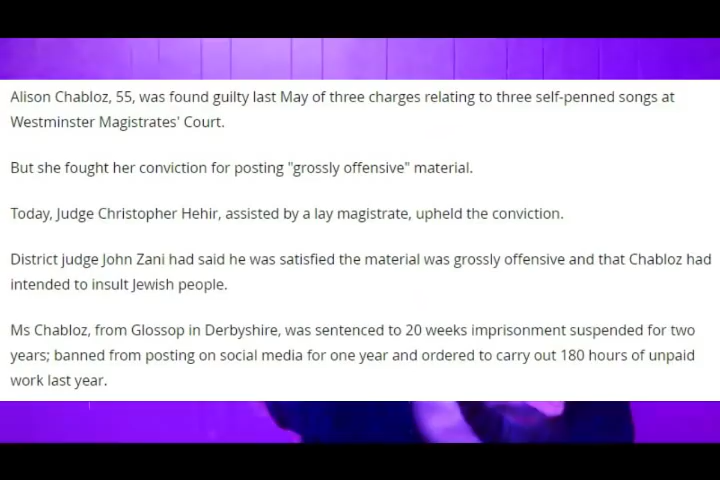 Alison Chabloz, 55, was found guilty last May of three charges relating to three self-penned songs at
Westminster Magistrates' Court.
But she fought her conviction for posting "grossly offensive" material.
Today, Judge Christopher Hehir, assisted by a lay magistrate, upheld the conviction.
District judge John Zani had said he was satisfied the material was grossly offensive and that Chabloz had
intended to insult Jewish people.
Ms Chabloz, from Glossop in Derbyshire, was sentenced to 20 weeks imprisonment suspended for two
years; banned from posting on social media for one year and ordered to carry out 180 hours of unpaid
work last year.